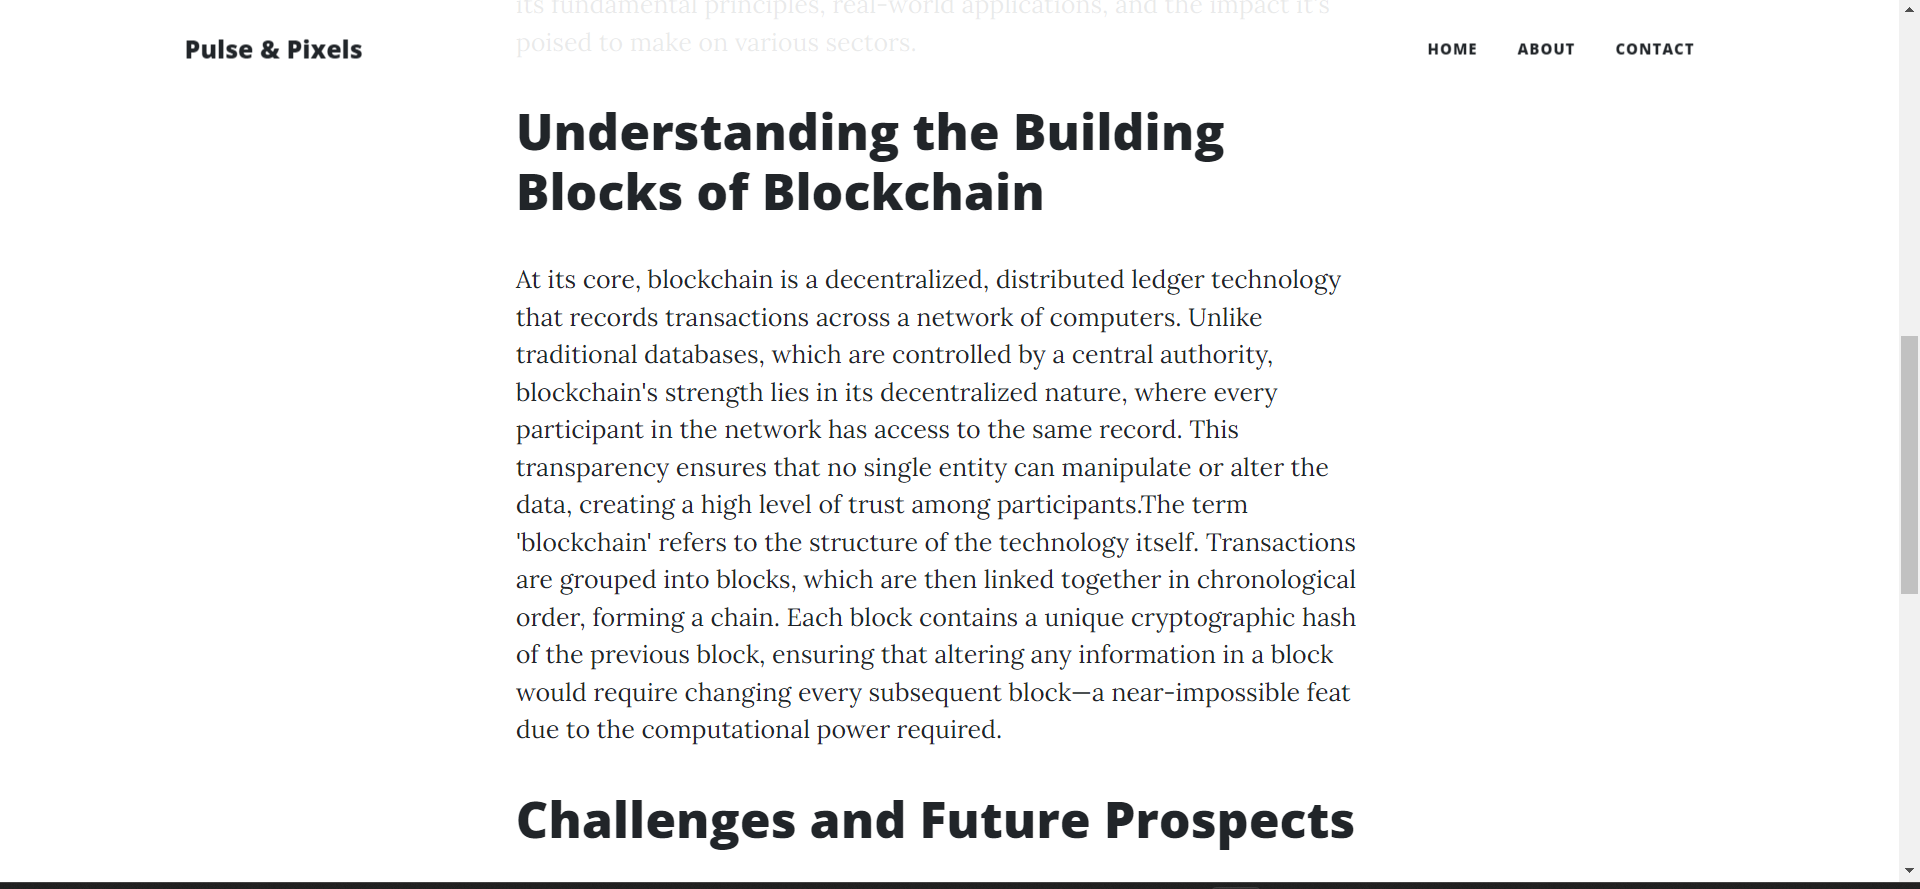 its fundamental principles, real-world applications, and the impact it's
poised to make on various sectors.
Pulse & Pixels
HOME
ABOUT
CONTACT
Understanding the Building
Blocks of Blockchain
At its core, blockchain is a decentralized, distributed ledger technology
that records transactions across a network of computers. Unlike
traditional databases, which are controlled by a central authority,
blockchain's strength lies in its decentralized nature, where every
participant in the network has access to the same record. This
transparency ensures that no single entity can manipulate or alter the
data, creating a high level of trust among participants.The term
'blockchain' refers to the structure of the technology itself. Transactions
are grouped into blocks, which are then linked together in chronological
order, forming a chain. Each block contains a unique cryptographic hash
of the previous block, ensuring that altering any information in a block
would require changing every subsequent block—a near-impossible feat
due to the computational power required.
Challenges and Future Prospects